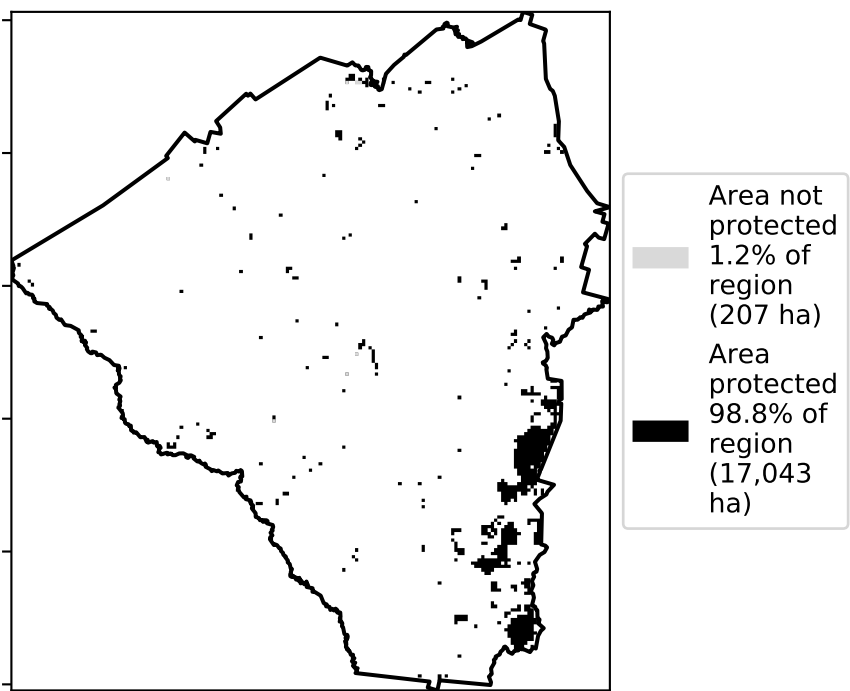 Area not
protected
1.2% of
region
(207 ha)
Area
protected
98.8% of
region
(17,043
ha)